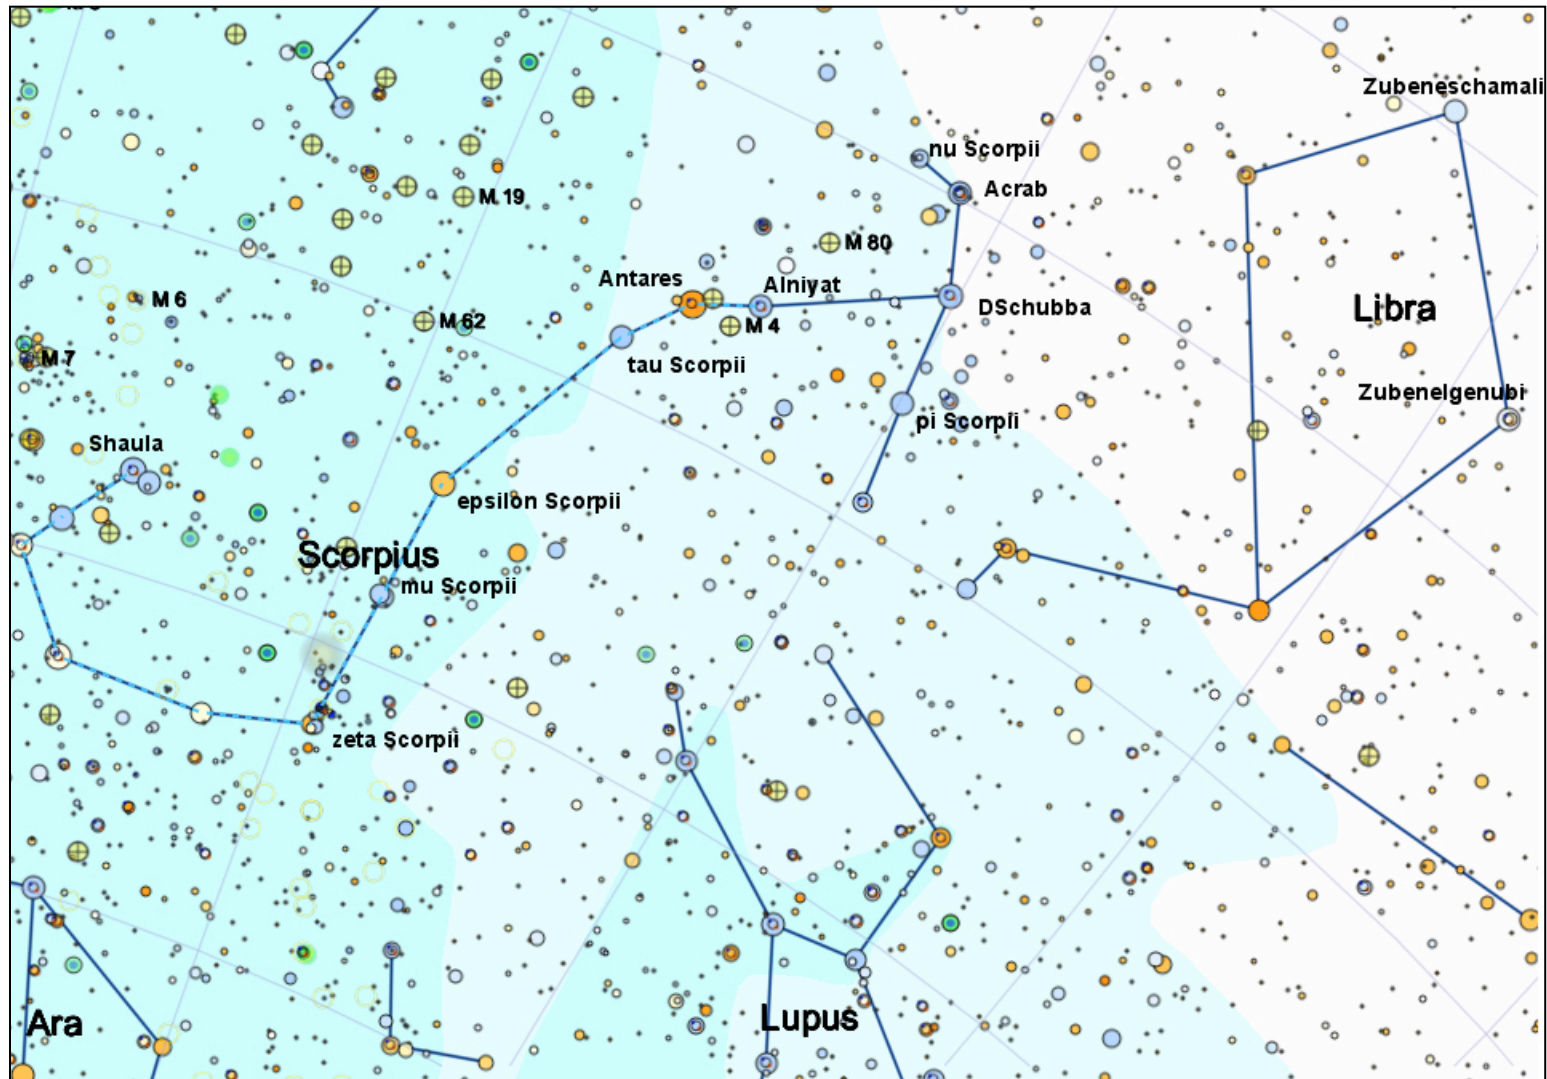 Zubeneschamali
nu Scorpii
Acrab
M 19
M 80
Antares
Alniyat
M 6
DSchubba
Libra
M 62
M 4
M 7
tau Scorpii
Zubenelgenubi
pi Scorpii
Shaula
epsilon Scorpii
Scorpius
mu Scorpii
zeta Scorpii
Lupus
Ara